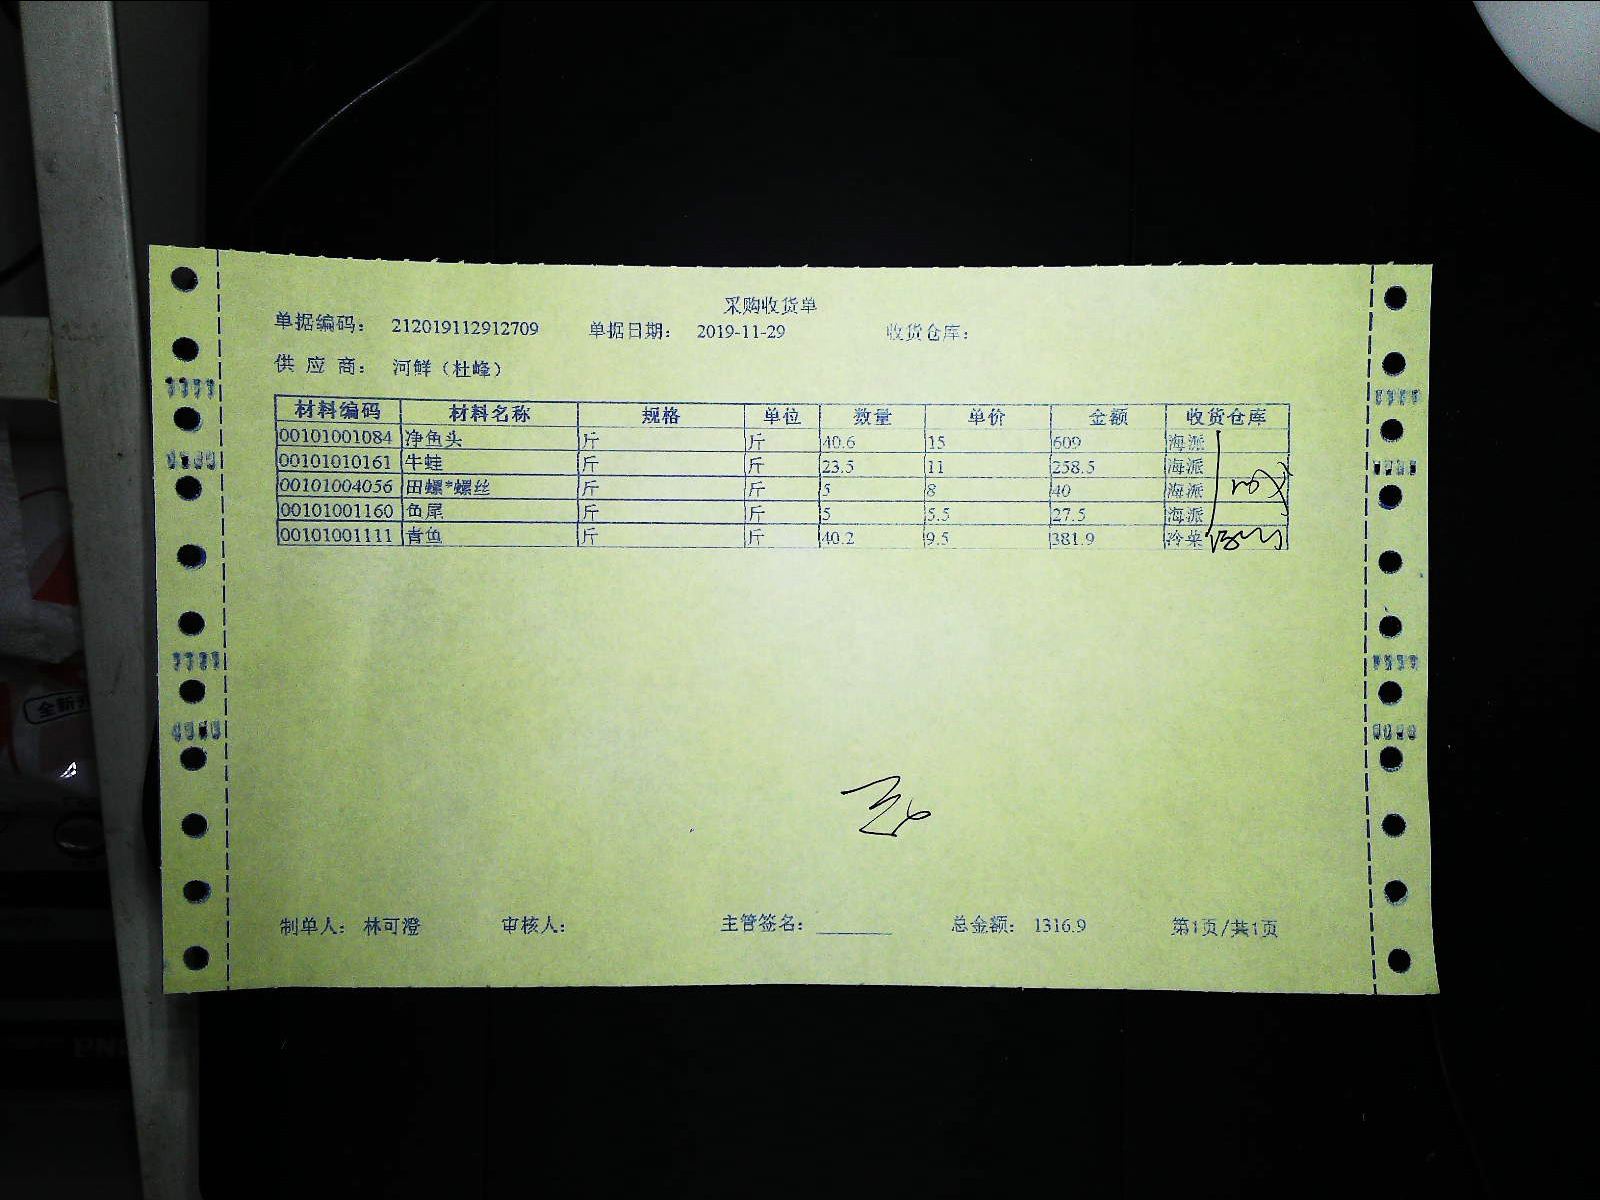 采购收货单
单据编码： 212019112912709 单据日期： 2019-11-29 收货仓库：
供 应 商： 河鲜（杜峰）
材料编码 材料名称 规格 单位 数量 单价 金额 收货仓库
00101001084 净鱼头 斤 斤 40.6 15 609 海派
00101010161 牛蛙 斤 斤 23.5 11 258.5 海派
00101004056 田螺*螺丝 斤 斤 5 8 40 海派
00101001160 鱼尾 斤 斤 5 5.5 27.5 海派
00101001111 青鱼 斤 斤 40.2 9.5 381.9 冷菜
制单人： 林可澄 审核人： 主管签名： 总金额： 1316.9 第1页/共1页
全新